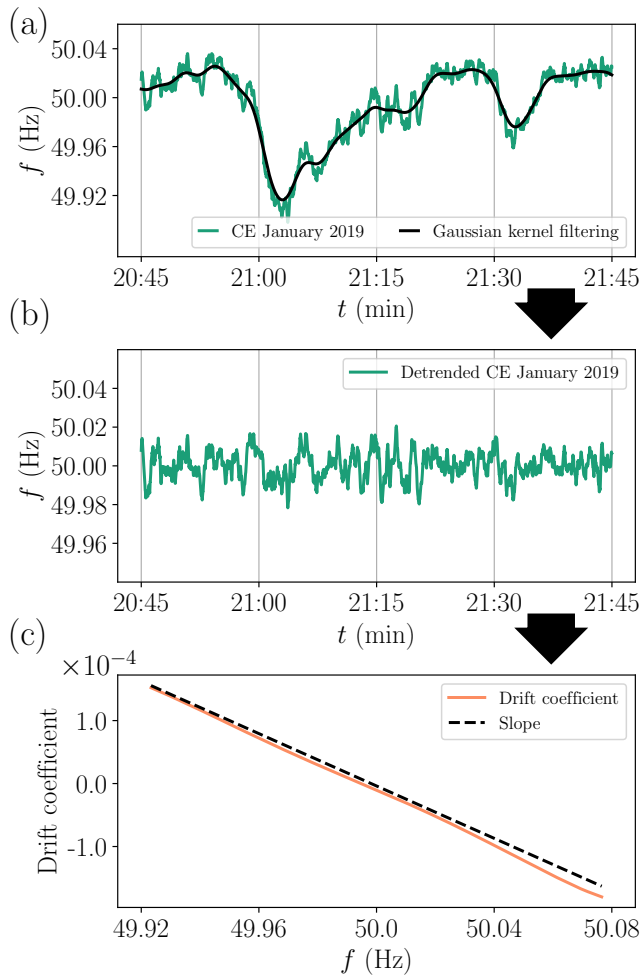 (a)
50.04
50.00
49.96
49.92
f (Hz)
CE January 2019
Gaussian kernel filtering
20:45 21:00 21:15 21:30 21:45
t (min)
(b)
50.04
50.02
50.00
49.98
49.96
f (Hz)
Detrended CE January 2019
20:45 21:00 21:15 21:30 21:45
t (min)
(c)
×10⁻⁴
1.0
0.0
-1.0
Drift coefficient
Drift coefficient
Slope
49.92 49.96 50.0 50.04 50.08
f (Hz)